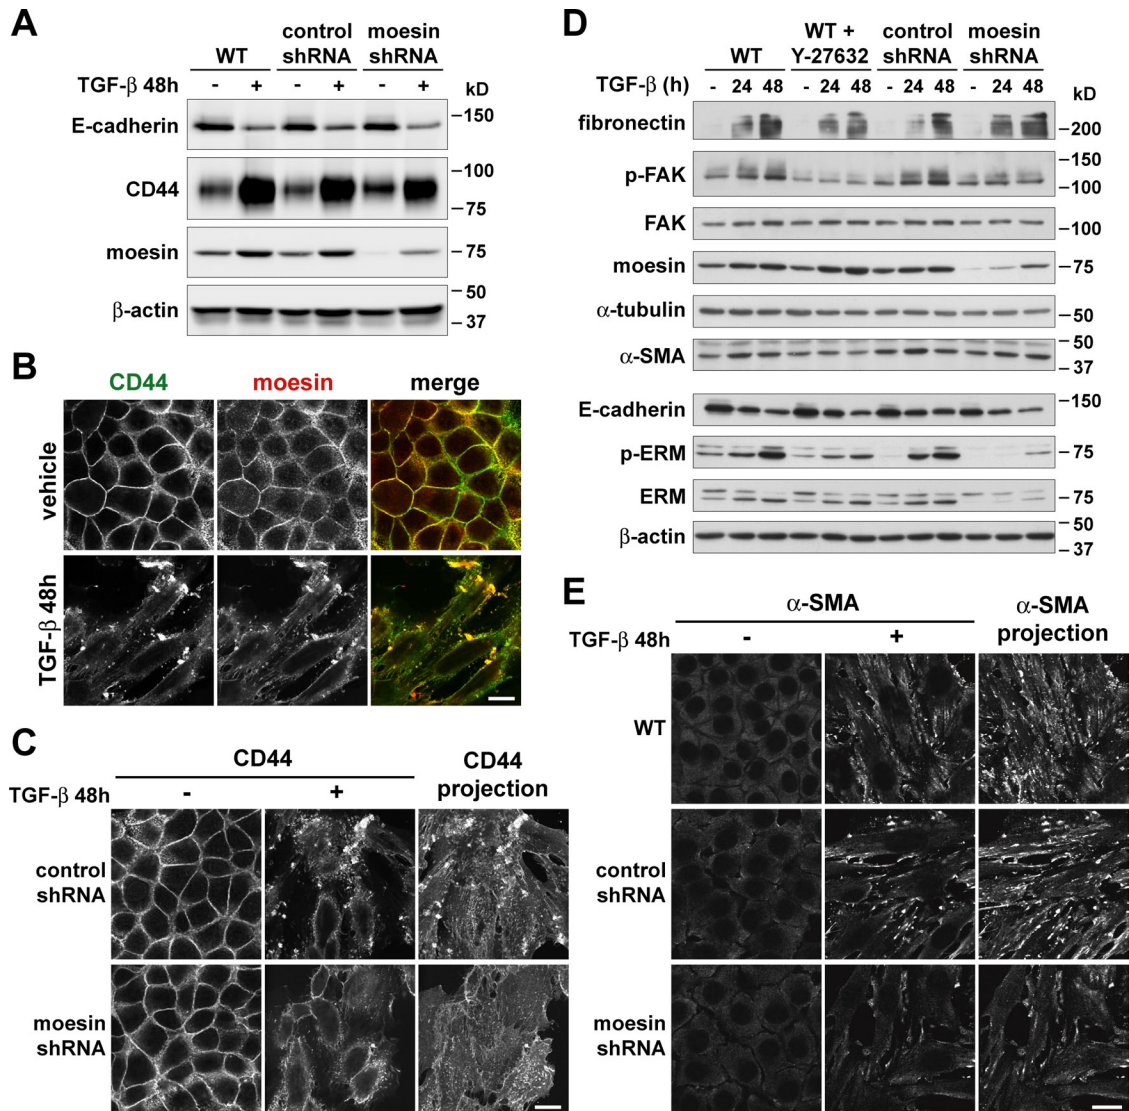 A
WT
control
shRNA
moesin
shRNA
TGF-β 48h - + - + - + kD
E-cadherin
150
CD44
100
75
moesin
75
β-actin
50
37
B
CD44 moesin merge
vehicle
TGF-β 48h
C
CD44
CD44
projection
TGF-β 48h - +
control
shRNA
moesin
shRNA
D
WT
WT +
Y-27632
control
shRNA
moesin
shRNA
TGF-β (h) - 24 48 - 24 48 - 24 48 - 24 48 kD
fibronectin
200
p-FAK
150
100
FAK
100
moesin
75
α-tubulin
50
α-SMA
50
37
E-cadherin
150
p-ERM
75
ERM
75
β-actin
50
37
E
α-SMA
α-SMA
projection
TGF-β 48h - +
WT
control
shRNA
moesin
shRNA